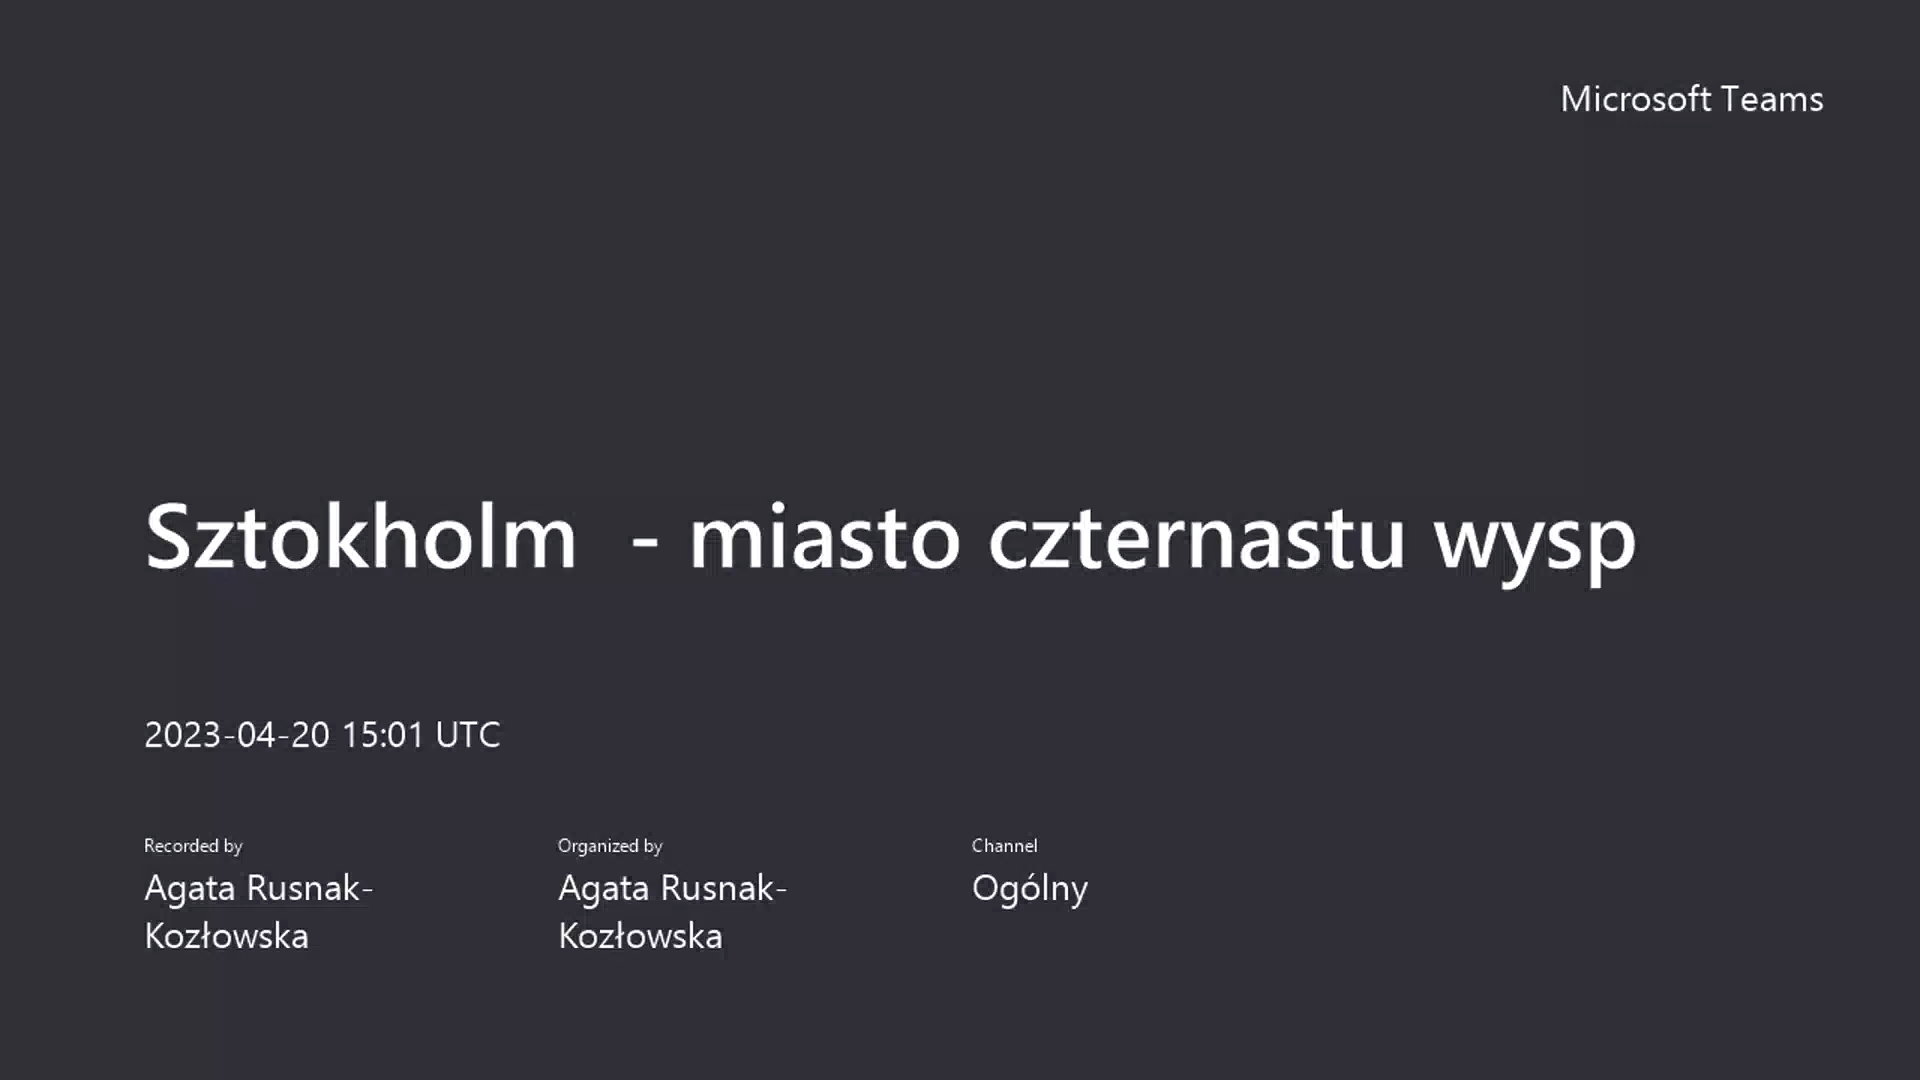 Microsoft Teams
Sztokholm  - miasto czternastu wysp
2023-04-20 15:01 UTC
Recorded by
Agata Rusnak-
Kozłowska
Organized by
Agata Rusnak-
Kozłowska
Channel
Ogólny